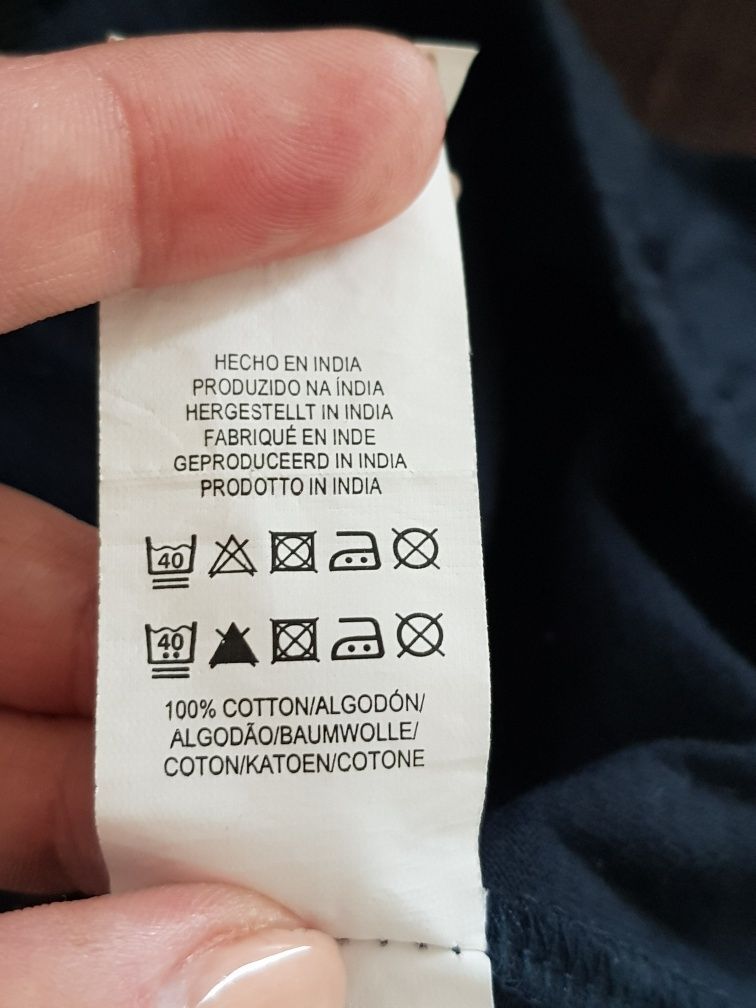 HECHO EN INDIA
PRODUZIDO NA ÍNDIA
HERGESTELLT IN INDIA
FABRIQUÉ EN INDE
GEPRODUCEERD IN INDIA
PRODOTTO IN INDIA
40
40
100% COTTON/ALGODÓN/
ALGODÃO/BAUMWOLLE/
COTON/KATOEN/COTONE